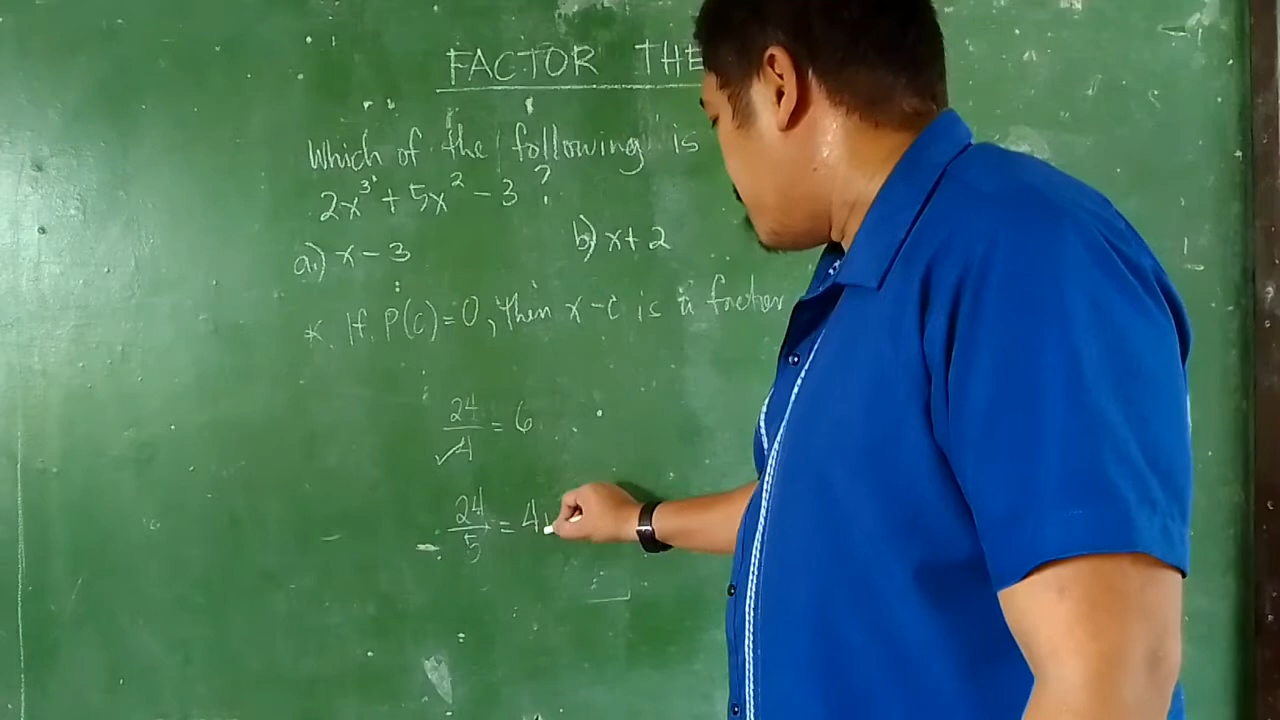 FACTOR THE
Which of the following is
2x³ + 5x² - 3 ?
a.) x - 3
b) x + 2
*. If P(c) = 0, then x - c is a factor
24/4 = 6
24/5 = 4